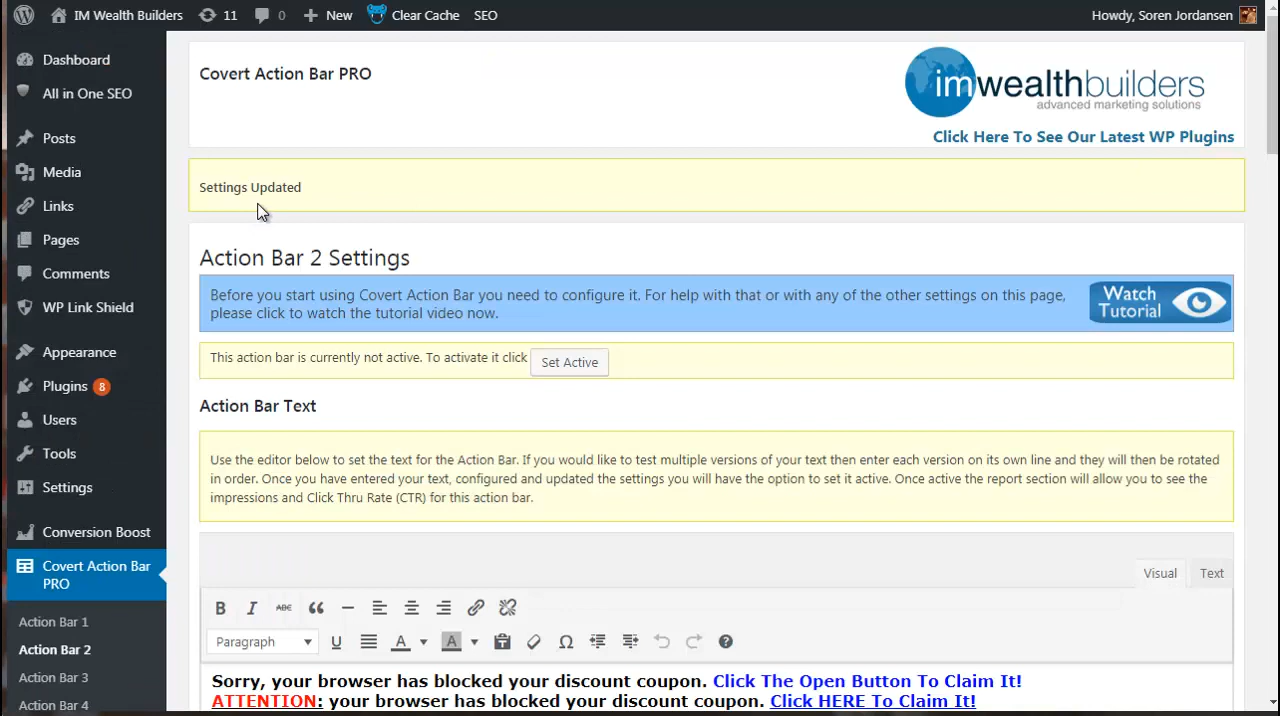 IM Wealth Builders 11 0 New Clear Cache SEO Howdy, Soren Jordansen
Dashboard
All in One SEO
Posts
Media
Links
Pages
Comments
WP Link Shield
Appearance
Plugins 8
Users
Tools
Settings
Conversion Boost
Covert Action Bar
PRO
Action Bar 1
Action Bar 2
Action Bar 3
Action Bar 4
Covert Action Bar PRO
imwealthbuilders
advanced marketing solutions
Click Here To See Our Latest WP Plugins
Settings Updated
Action Bar 2 Settings
Before you start using Covert Action Bar you need to configure it. For help with that or with any of the other settings on this page,
please click to watch the tutorial video now.
Watch
Tutorial
This action bar is currently not active. To activate it click Set Active
Action Bar Text
Use the editor below to set the text for the Action Bar. If you would like to test multiple versions of your text then enter each version on its own line and they will then be rotated
in order. Once you have entered your text, configured and updated the settings you will have the option to set it active. Once active the report section will allow you to see the
impressions and Click Thru Rate (CTR) for this action bar.
Visual Text
B I ABC
Paragraph U A A
Sorry, your browser has blocked your discount coupon. Click The Open Button To Claim It!
ATTENTION: your browser has blocked your discount coupon. Click HERE To Claim It!